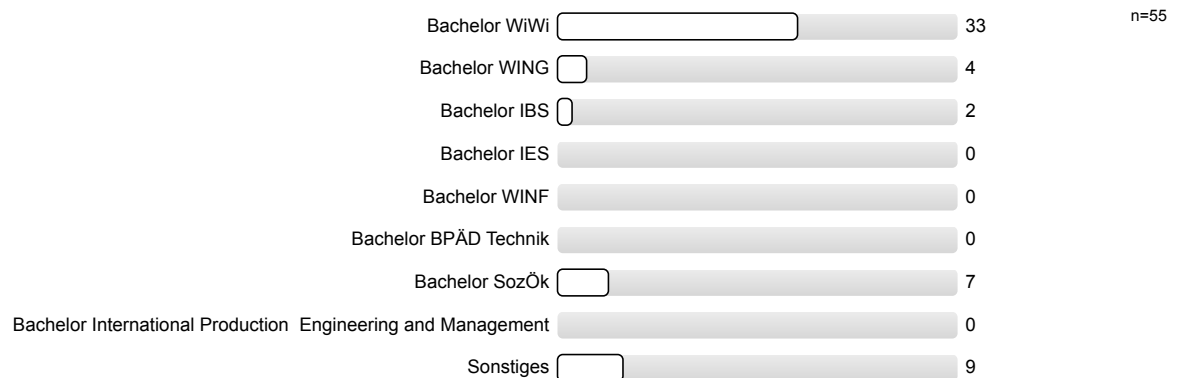 Bachelor WiWi 33 n=55
Bachelor WING 4
Bachelor IBS 2
Bachelor IES 0
Bachelor WINF 0
Bachelor BPÄD Technik 0
Bachelor SozÖk 7
Bachelor International Production Engineering and Management 0
Sonstiges 9